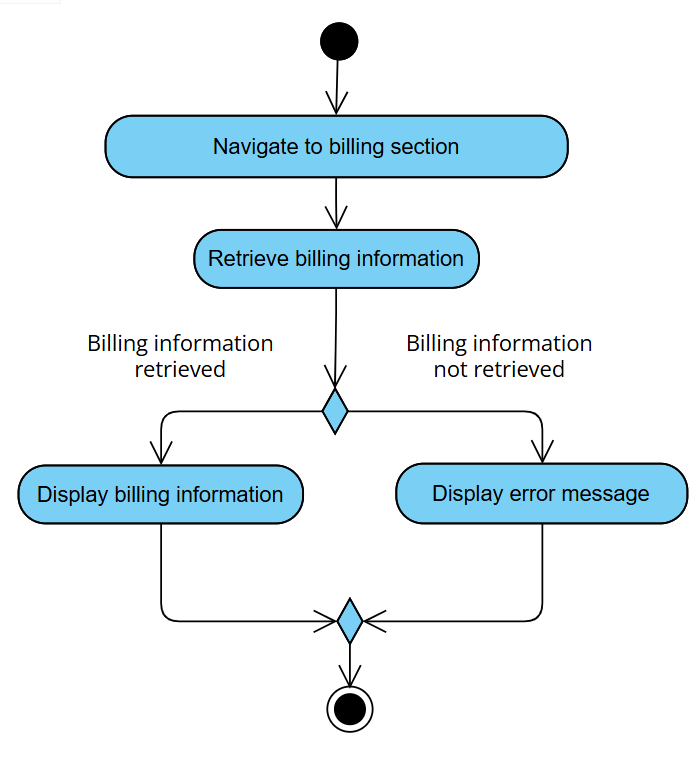 Navigate to billing section
Retrieve billing information
Billing information
retrieved
Billing information
not retrieved
Display billing information
Display error message